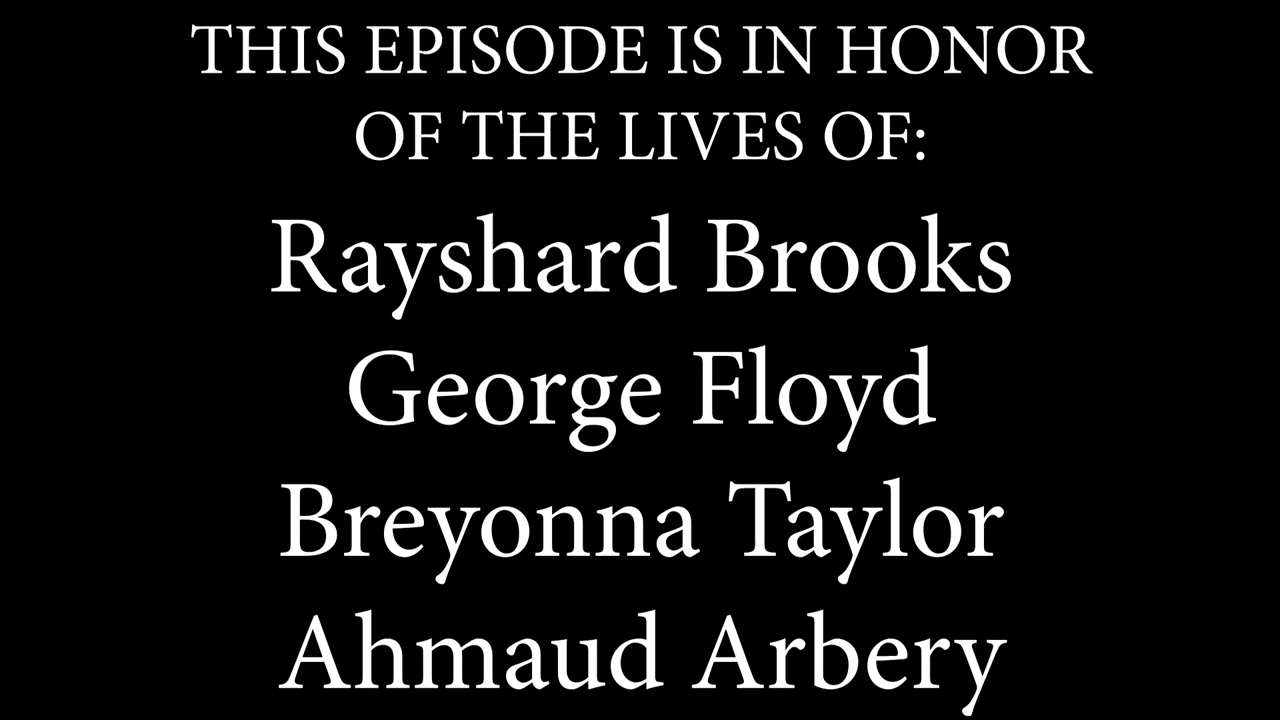 THIS EPISODE IS IN HONOR
OF THE LIVES OF:
Rayshard Brooks
George Floyd
Breyonna Taylor
Ahmaud Arbery